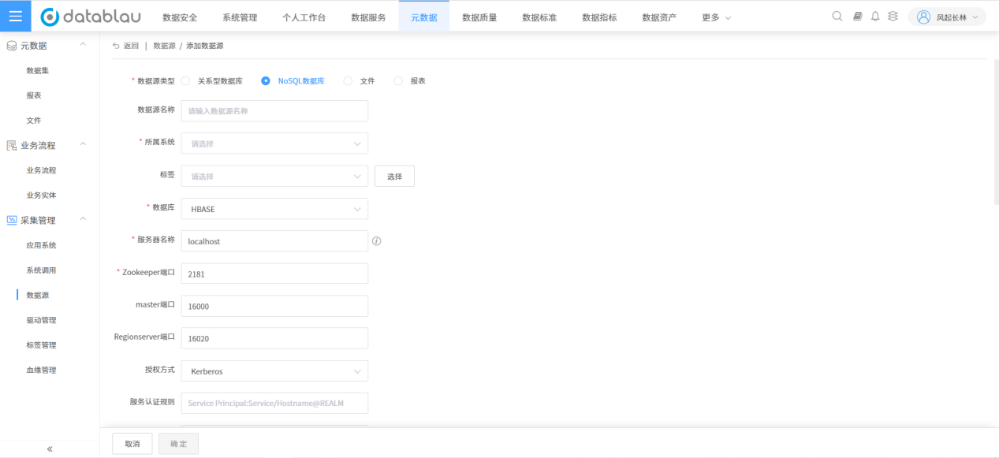 datablau 数据安全 系统管理 个人工作台 数据服务 元数据 数据质量 数据标准 数据指标 数据资产 更多 风起长林
元数据
数据集
报表
文件
业务流程
业务流程
业务实体
采集管理
应用系统
系统调用
数据源
驱动管理
标签管理
血缘管理
«
返回 | 数据源 / 添加数据源
* 数据源类型 关系型数据库 NoSQL数据库 文件 报表
数据源名称 请输入数据源名称
* 所属系统 请选择
标签 请选择 选择
* 数据库 HBASE
* 服务器名称 localhost
* Zookeeper端口 2181
master端口 16000
Regionserver端口 16020
授权方式 Kerberos
服务认证规则 Service Principal:Service/Hostname@REALM
取消 确定